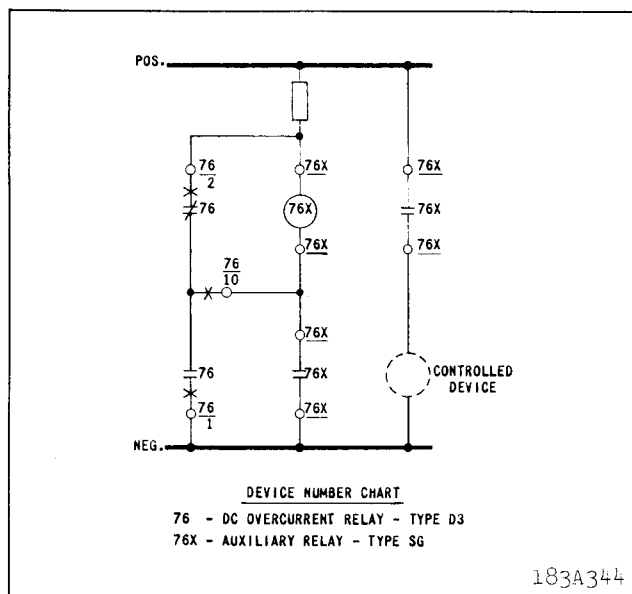 POS.
76
2
76X
76X
76
76X
76X
76X
76X
76
10
76X
76
76X
CONTROLLED
DEVICE
76
1
76X
NEG.
DEVICE NUMBER CHART
76 - DC OVERCURRENT RELAY - TYPE D3
76X - AUXILIARY RELAY - TYPE SG
183A344